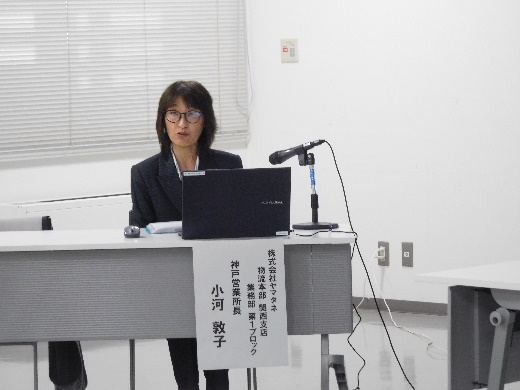 株式会社ヤマタネ
物流本部 関西支店
業務部 第1ブロック
神戸営業所長
小河 敦子